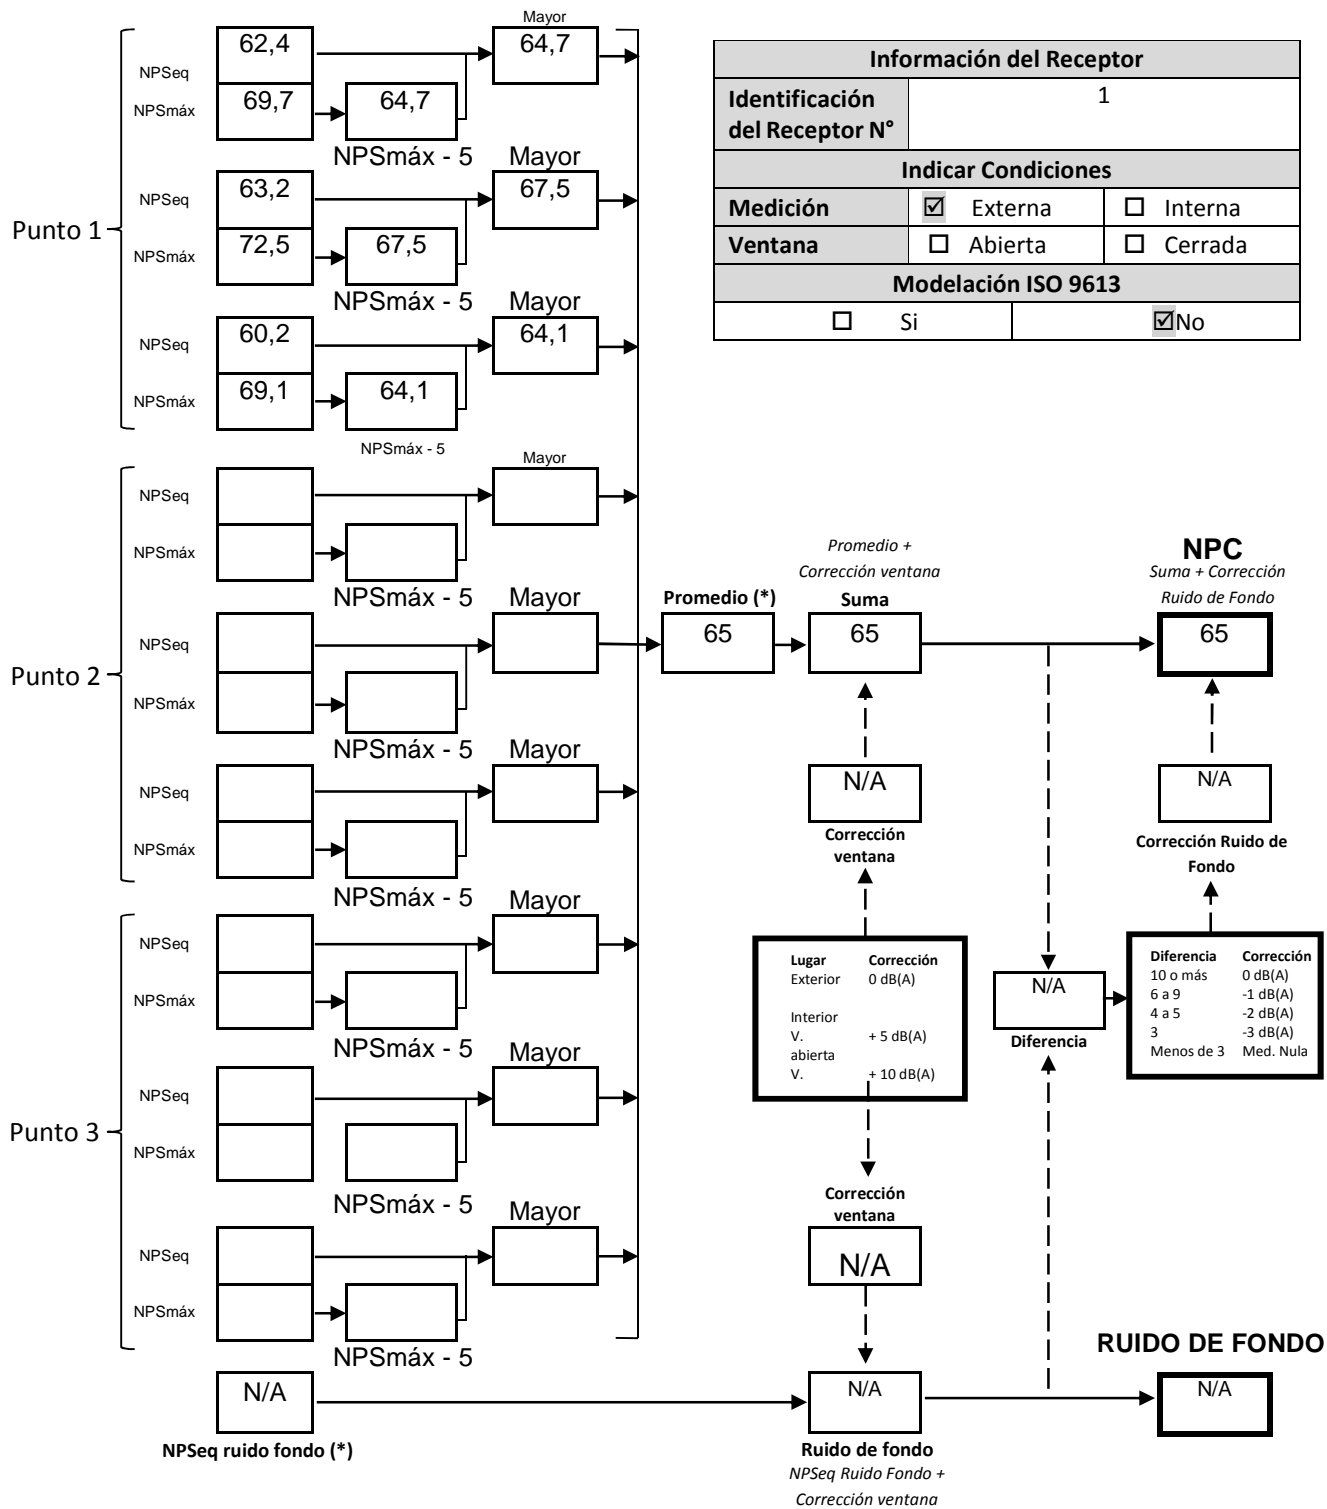 Mayor
62,4
64,7
NPSeq
NPSmáx
69,7
64,7
NPSmáx - 5
Mayor
Punto 1
NPSeq
63,2
67,5
NPSmáx
72,5
67,5
NPSmáx - 5
Mayor
NPSeq
60,2
64,1
NPSmáx
69,1
64,1
NPSmáx - 5
Información del Receptor
Identificación del Receptor N°
1
Indicar Condiciones
Medición
☑ Externa
☐ Interna
Ventana
☐ Abierta
☐ Cerrada
Modelación ISO 9613
☐ Si
☑No
Mayor
NPSeq
NPSmáx
NPSmáx - 5
Mayor
Punto 2
NPSeq
NPSmáx
NPSmáx - 5
Mayor
NPSeq
NPSmáx
NPSmáx - 5
Mayor
Punto 3
NPSeq
NPSmáx
NPSmáx - 5
Mayor
NPSeq
NPSmáx
NPSmáx - 5
Mayor
NPSeq
NPSmáx
NPSmáx - 5
N/A
NPSeq ruido fondo (*)
Promedio (*)
65
Promedio +
Corrección ventana
Suma
65
N/A
Corrección
ventana
Lugar Corrección
Exterior 0 dB(A)
Interior
V. + 5 dB(A)
abierta
V. + 10 dB(A)
Corrección
ventana
N/A
N/A
Ruido de fondo
NPSeq Ruido Fondo +
Corrección ventana
NPC
Suma + Corrección
Ruido de Fondo
65
N/A
Corrección Ruido de
Fondo
N/A
Diferencia
Diferencia Corrección
10 o más 0 dB(A)
6 a 9 -1 dB(A)
4 a 5 -2 dB(A)
3 -3 dB(A)
Menos de 3 Med. Nula
RUIDO DE FONDO
N/A